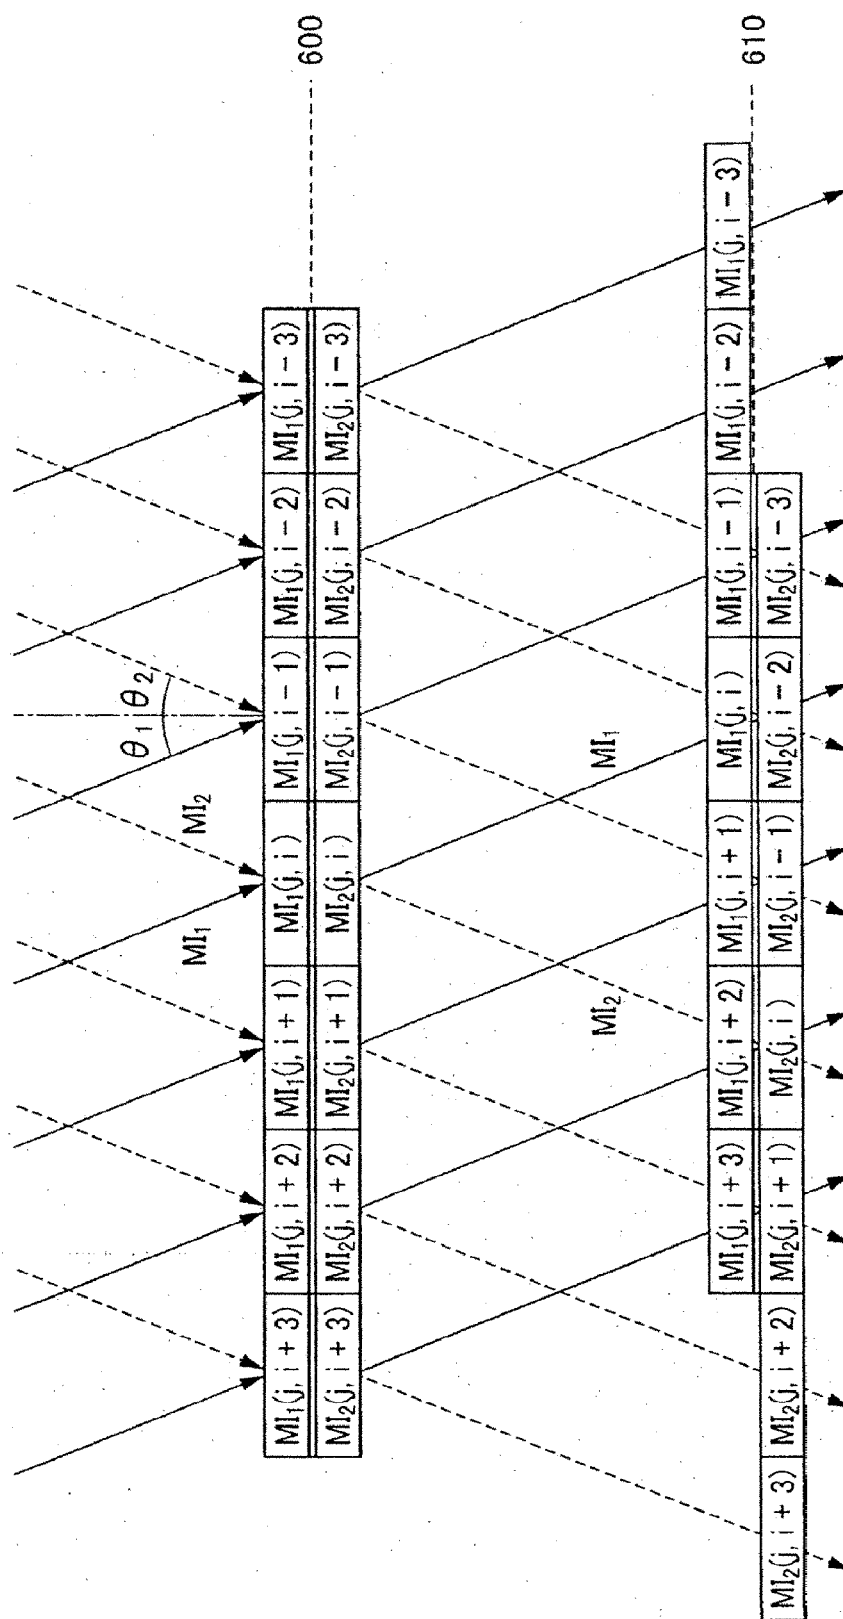 600
MI₁(j, i − 3)
MI₁(j, i − 2)
MI₁(j, i − 1)
MI₁(j, i)
MI₁(j, i + 1)
MI₁(j, i + 2)
MI₁(j, i + 3)
MI₂(j, i − 3)
MI₂(j, i − 2)
MI₂(j, i − 1)
MI₂(j, i)
MI₂(j, i + 1)
MI₂(j, i + 2)
MI₂(j, i + 3)
θ₁ θ₂
MI₂
MI₁
MI₁
MI₂
610
MI₁(j, i − 3)
MI₁(j, i − 2)
MI₁(j, i − 1)
MI₁(j, i)
MI₁(j, i + 1)
MI₁(j, i + 2)
MI₁(j, i + 3)
MI₂(j, i − 3)
MI₂(j, i − 2)
MI₂(j, i − 1)
MI₂(j, i)
MI₂(j, i + 1)
MI₂(j, i + 2)
MI₂(j, i + 3)